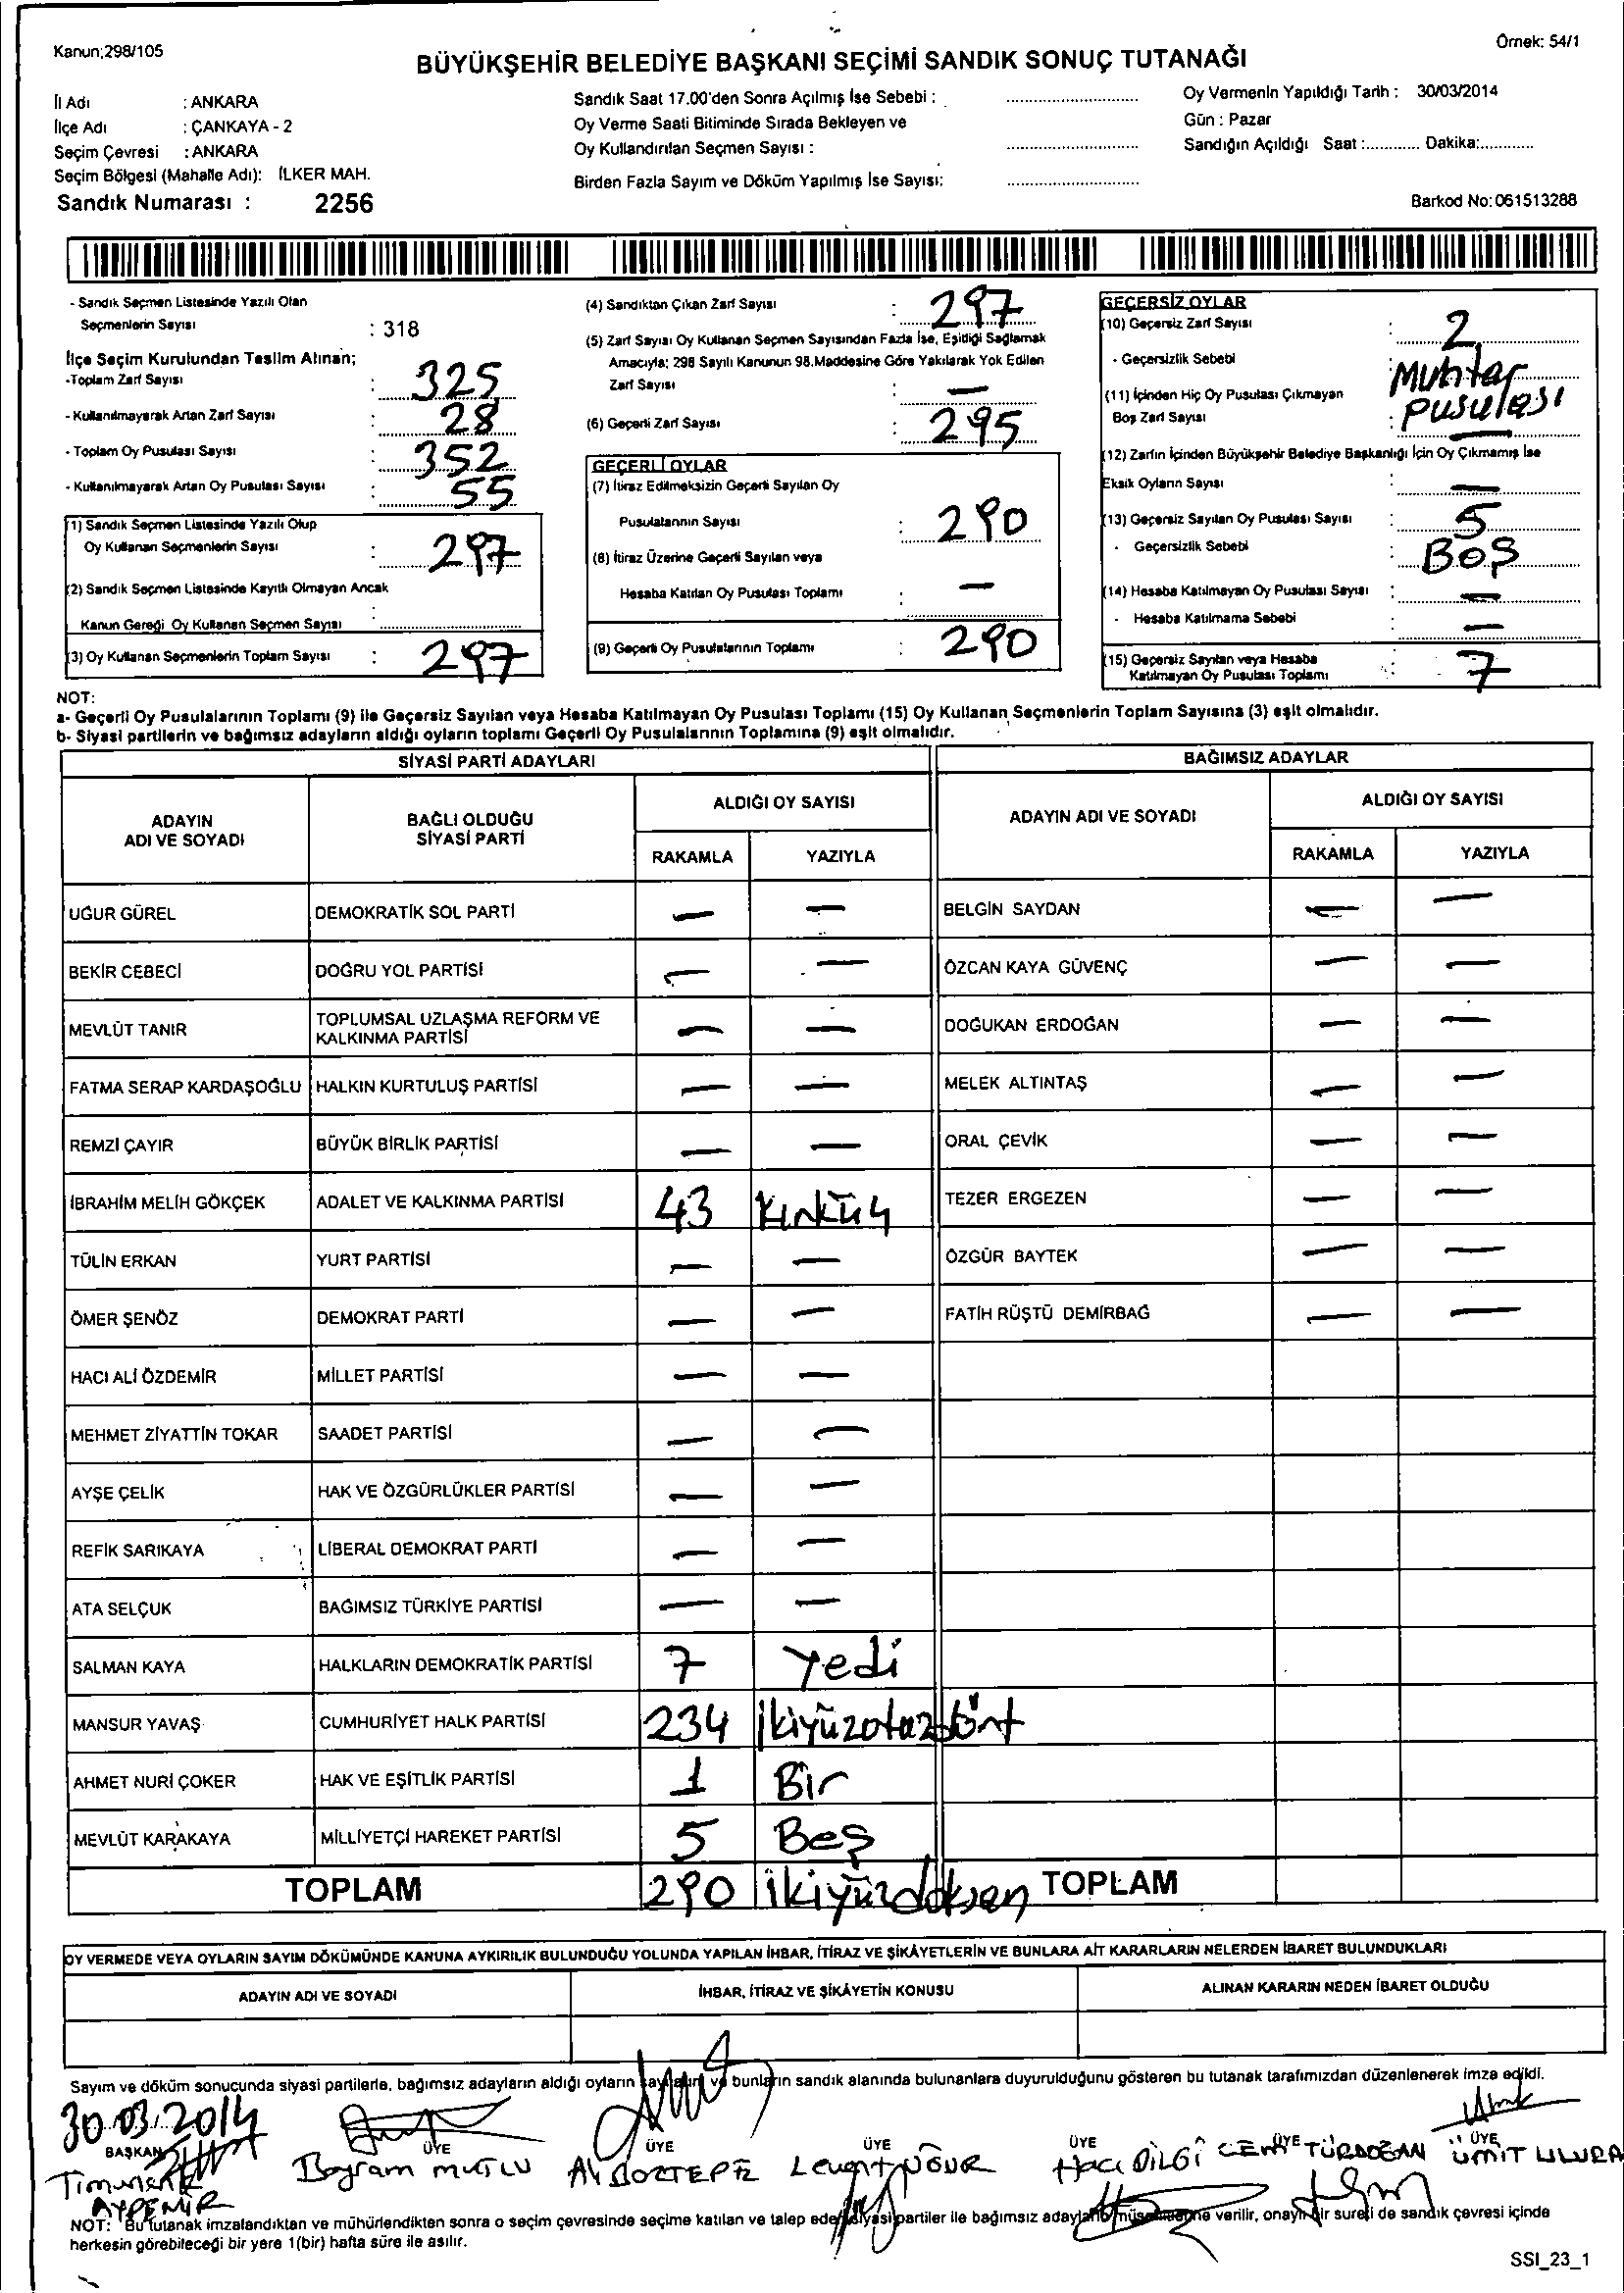 Kanun;298/105
Örnek: 54/1
BÜYÜKŞEHİR BELEDİYE BAŞKANI SEÇİMİ SANDIK SONUÇ TUTANAĞI
İl Adı : ANKARA
İlçe Adı : ÇANKAYA - 2
Seçim Çevresi : ANKARA
Seçim Bölgesi (Mahalle Adı): İLKER MAH.
Sandık Numarası : 2256
Sandık Saat 17.00'den Sonra Açılmış İse Sebebi :
Oy Verme Saati Bitiminde Sırada Bekleyen ve
Oy Kullandırılan Seçmen Sayısı :
Birden Fazla Sayım ve Döküm Yapılmış İse Sayısı:
Oy Vermenin Yapıldığı Tarih : 30/03/2014
Gün : Pazar
Sandığın Açıldığı Saat :............ Dakika:............
Barkod No: 061513288
- Sandık Seçmen Listesinde Yazılı Olan
Seçmenlerin Sayısı : 318
İlçe Seçim Kurulundan Teslim Alınan;
-Toplam Zarf Sayısı : 325
- Kullanılmayarak Artan Zarf Sayısı : 28
- Toplam Oy Pusulası Sayısı : 352
- Kullanılmayarak Artan Oy Pusulası Sayısı : 55
(1) Sandık Seçmen Listesinde Yazılı Olup
Oy Kullanan Seçmenlerin Sayısı : 297
(2) Sandık Seçmen Listesinde Kayıtlı Olmayan Ancak
Kanun Gereği Oy Kullanan Seçmen Sayısı :
(3) Oy Kullanan Seçmenlerin Toplam Sayısı : 297
(4) Sandıktan Çıkan Zarf Sayısı : 297
(5) Zarf Sayısı Oy Kullanan Seçmen Sayısından Fazla İse, Eşitliği Sağlamak
Amacıyla; 298 Sayılı Kanunun 98.Maddesine Göre Yakılarak Yok Edilen
Zarf Sayısı : —
(6) Geçerli Zarf Sayısı : 295
GEÇERLİ OYLAR
(7) İtiraz Edilmeksizin Geçerli Sayılan Oy
Pusulalarının Sayısı : 290
(8) İtiraz Üzerine Geçerli Sayılan veya
Hesaba Katılan Oy Pusulası Toplamı : —
(9) Geçerli Oy Pusulalarının Toplamı : 290
GEÇERSİZ OYLAR
(10) Geçersiz Zarf Sayısı : 2
- Geçersizlik Sebebi : Muhtar
Pusulası
(11) İçinden Hiç Oy Pusulası Çıkmayan
Boş Zarf Sayısı : —
(12) Zarfın İçinden Büyükşehir Belediye Başkanlığı İçin Oy Çıkmamış İse
Eksik Oyların Sayısı : —
(13) Geçersiz Sayılan Oy Pusulası Sayısı : 5
- Geçersizlik Sebebi : BOŞ
(14) Hesaba Katılmayan Oy Pusulası Sayısı : —
- Hesaba Katılmama Sebebi : —
(15) Geçersiz Sayılan veya Hesaba
Katılmayan Oy Pusulası Toplamı : 7
NOT:
a- Geçerli Oy Pusulalarının Toplamı (9) ile Geçersiz Sayılan veya Hesaba Katılmayan Oy Pusulası Toplamı (15) Oy Kullanan Seçmenlerin Toplam Sayısına (3) eşit olmalıdır.
b- Siyasi partilerin ve bağımsız adayların aldığı oyların toplamı Geçerli Oy Pusulalarının Toplamına (9) eşit olmalıdır.
SİYASİ PARTİ ADAYLARI BAĞIMSIZ ADAYLAR
ADAYIN
ADI VE SOYADI
BAĞLI OLDUĞU
SİYASİ PARTİ
ALDIĞI OY SAYISI
RAKAMLA YAZIYLA
ADAYIN ADI VE SOYADI
ALDIĞI OY SAYISI
RAKAMLA YAZIYLA
UĞUR GÜREL DEMOKRATİK SOL PARTİ — — BELGİN SAYDAN — —
BEKİR CEBECİ DOĞRU YOL PARTİSİ — — ÖZCAN KAYA GÜVENÇ — —
MEVLÜT TANIR TOPLUMSAL UZLAŞMA REFORM VE
KALKINMA PARTİSİ — — DOĞUKAN ERDOĞAN — —
FATMA SERAP KARDAŞOĞLU HALKIN KURTULUŞ PARTİSİ — — MELEK ALTINTAŞ — —
REMZİ ÇAYIR BÜYÜK BİRLİK PARTİSİ — — ORAL ÇEVİK — —
İBRAHİM MELİH GÖKÇEK ADALET VE KALKINMA PARTİSİ 43 Kırküç TEZER ERGEZEN — —
TÜLİN ERKAN YURT PARTİSİ — — ÖZGÜR BAYTEK — —
ÖMER ŞENÖZ DEMOKRAT PARTİ — — FATİH RÜŞTÜ DEMİRBAĞ — —
HACI ALİ ÖZDEMİR MİLLET PARTİSİ — —
MEHMET ZİYATTİN TOKAR SAADET PARTİSİ — —
AYŞE ÇELİK HAK VE ÖZGÜRLÜKLER PARTİSİ — —
REFİK SARIKAYA LİBERAL DEMOKRAT PARTİ — —
ATA SELÇUK BAĞIMSIZ TÜRKİYE PARTİSİ — —
SALMAN KAYA HALKLARIN DEMOKRATİK PARTİSİ 7 Yedi
MANSUR YAVAŞ CUMHURİYET HALK PARTİSİ 234 İkiyüzotuzdört
AHMET NURİ ÇOKER HAK VE EŞİTLİK PARTİSİ 1 Bir
MEVLÜT KARAKAYA MİLLİYETÇİ HAREKET PARTİSİ 5 Beş
TOPLAM 290 İkiyüzdoksan TOPLAM
OY VERMEDE VEYA OYLARIN SAYIM DÖKÜMÜNDE KANUNA AYKIRILIK BULUNDUĞU YOLUNDA YAPILAN İHBAR, İTİRAZ VE ŞİKÂYETLERİN VE BUNLARA AİT KARARLARIN NELERDEN İBARET BULUNDUKLARI
ADAYIN ADI VE SOYADI İHBAR, İTİRAZ VE ŞİKÂYETİN KONUSU ALINAN KARARIN NEDEN İBARET OLDUĞU
Sayım ve döküm sonucunda siyasi partilerle, bağımsız adayların aldığı oyların sayılarını ve bunların sandık alanında bulunanlara duyurulduğunu gösteren bu tutanak tarafımızdan düzenlenerek imza edildi.
30.03.2014
BAŞKAN ÜYE ÜYE ÜYE ÜYE ÜYE ÜYE
Bayram MUTLU Hacı BİLGİ CEM TÜRDOĞAN ÜMİT
NOT: Bu tutanak imzalandıktan ve mühürlendikten sonra o seçim çevresinde seçime katılan ve talep eden siyasi partiler ile bağımsız adayların müşahitlerine verilir, onaylı bir sureti de sandık çevresi içinde
herkesin görebileceği bir yere 1(bir) hafta süre ile asılır.
SSI_23_1